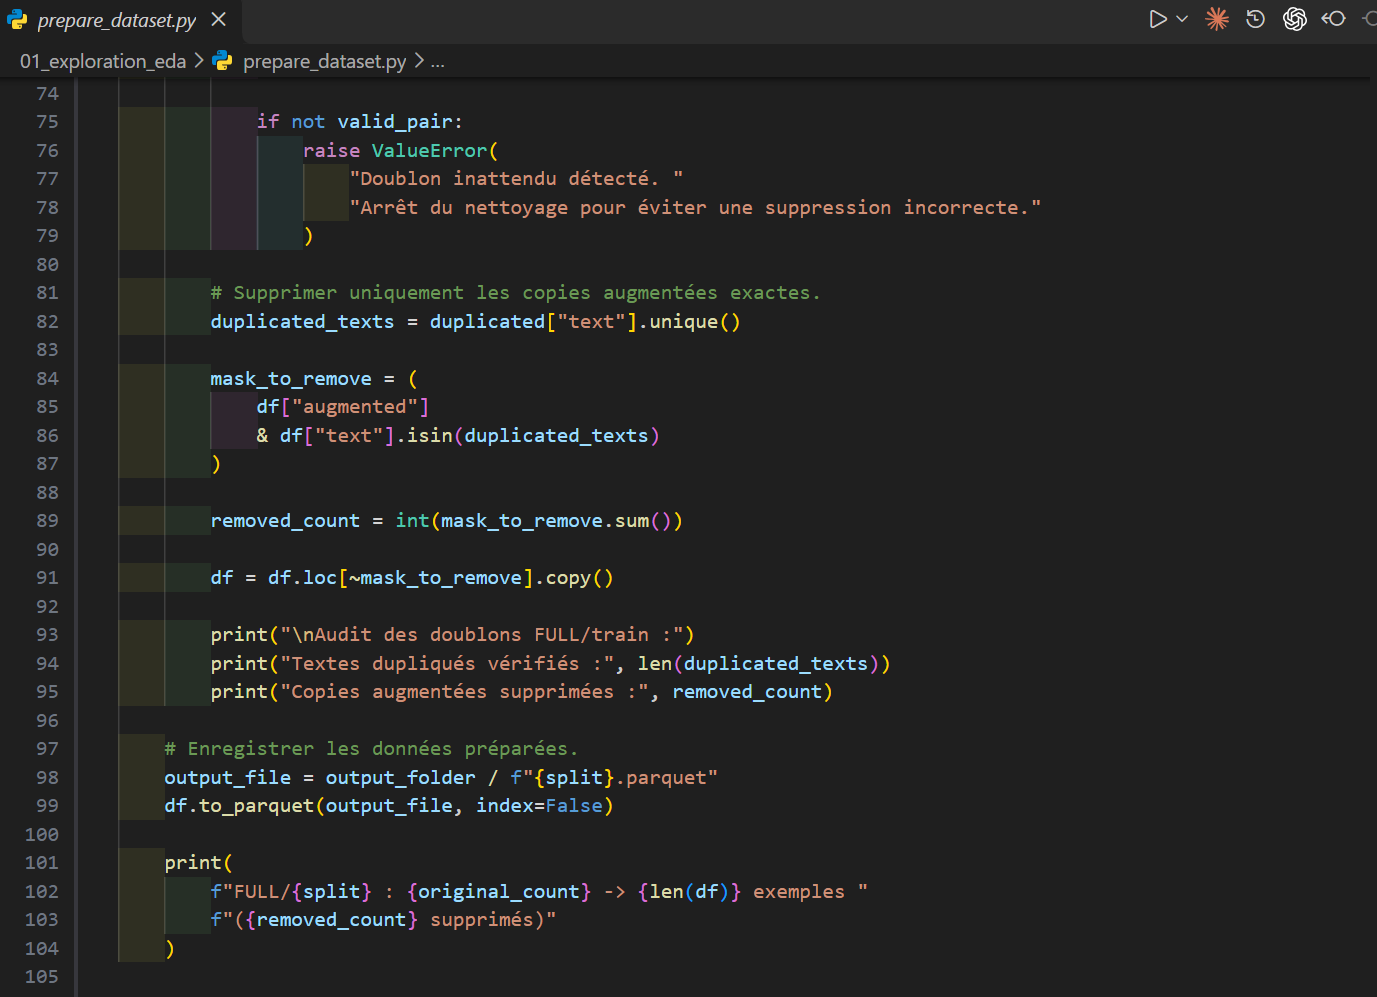 prepare_dataset.py
01_exploration_eda > prepare_dataset.py > ...
74
75 if not valid_pair:
76 raise ValueError(
77 "Doublon inattendu détecté. "
78 "Arrêt du nettoyage pour éviter une suppression incorrecte."
79 )
80
81 # Supprimer uniquement les copies augmentées exactes.
82 duplicated_texts = duplicated["text"].unique()
83
84 mask_to_remove = (
85 df["augmented"]
86 & df["text"].isin(duplicated_texts)
87 )
88
89 removed_count = int(mask_to_remove.sum())
90
91 df = df.loc[~mask_to_remove].copy()
92
93 print("\nAudit des doublons FULL/train :")
94 print("Textes dupliqués vérifiés :", len(duplicated_texts))
95 print("Copies augmentées supprimées :", removed_count)
96
97 # Enregistrer les données préparées.
98 output_file = output_folder / f"{split}.parquet"
99 df.to_parquet(output_file, index=False)
100
101 print(
102 f"FULL/{split} : {original_count} -> {len(df)} exemples "
103 f"({removed_count} supprimés)"
104 )
105